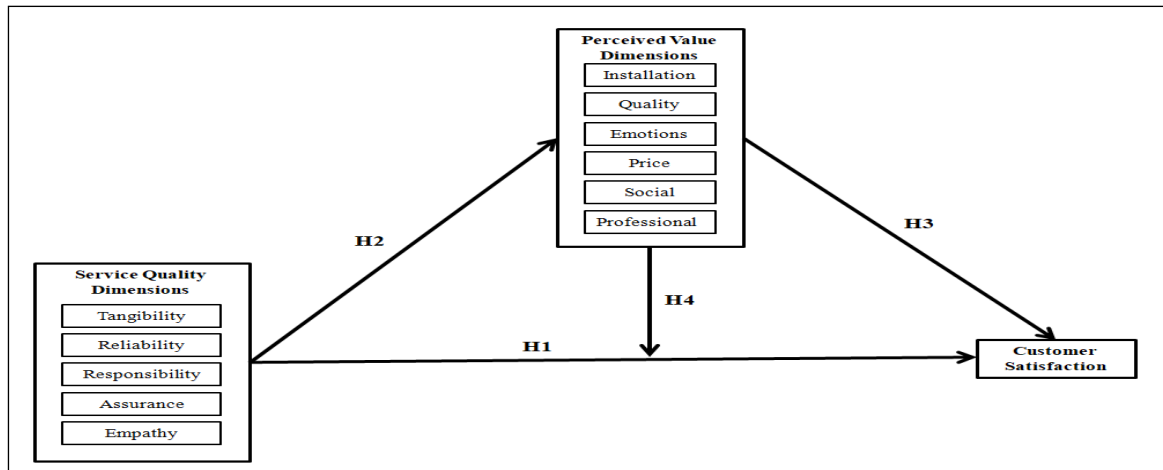 Perceived Value
Dimensions
Installation
Quality
Emotions
Price
Social
Professional
H2
H3
H4
H1
Service Quality
Dimensions
Tangibility
Reliability
Responsibility
Assurance
Empathy
Customer
Satisfaction